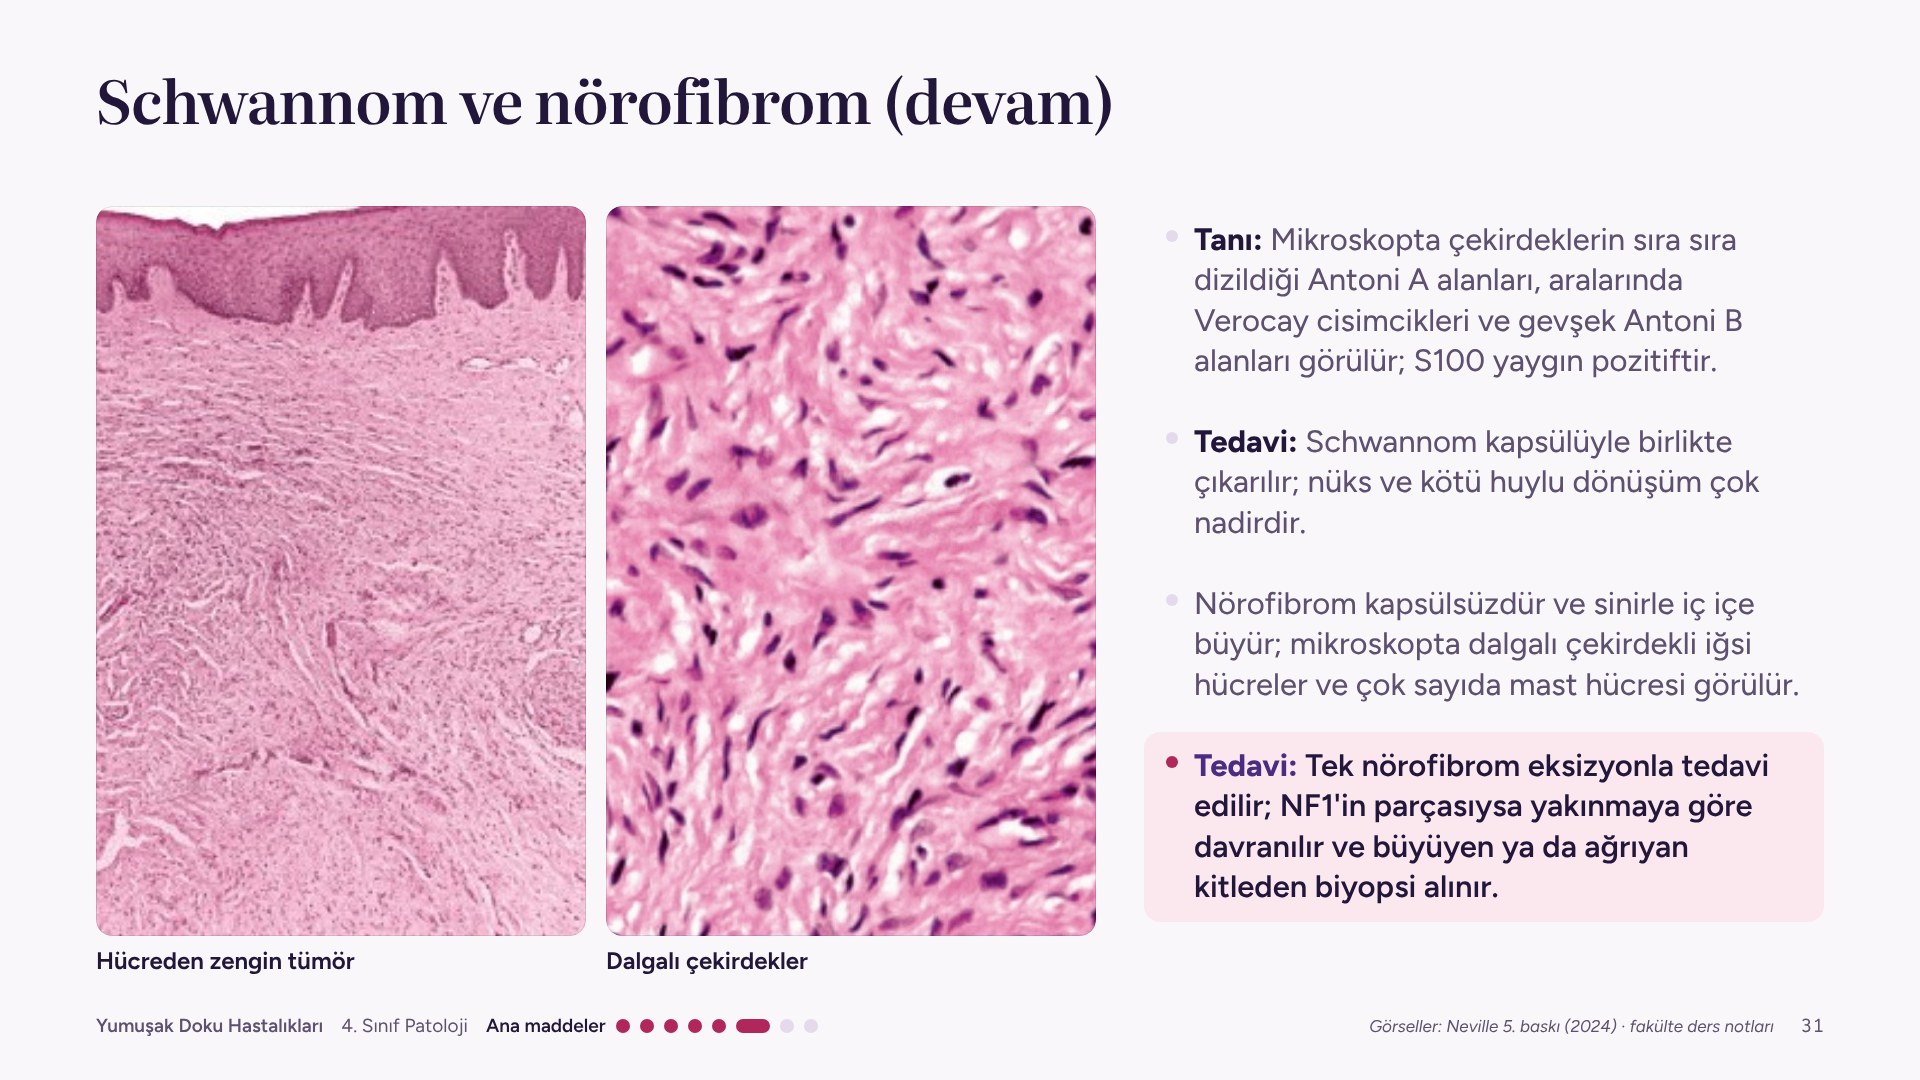 Schwannom ve nörofibrom (devam)
Hücreden zengin tümör
Dalgalı çekirdekler
Tanı: Mikroskopta çekirdeklerin sıra sıra
dizildiği Antoni A alanları, aralarında
Verocay cisimcikleri ve gevşek Antoni B
alanları görülür; S100 yaygın pozitiftir.
Tedavi: Schwannom kapsülüyle birlikte
çıkarılır; nüks ve kötü huylu dönüşüm çok
nadirdir.
Nörofibrom kapsülsüzdür ve sinirle iç içe
büyür; mikroskopta dalgalı çekirdekli iğsi
hücreler ve çok sayıda mast hücresi görülür.
Tedavi: Tek nörofibrom eksizyonla tedavi
edilir; NF1'in parçasıysa yakınmaya göre
davranılır ve büyüyen ya da ağrıyan
kitleden biyopsi alınır.
Yumuşak Doku Hastalıkları 4. Sınıf Patoloji Ana maddeler
Görseller: Neville 5. baskı (2024) · fakülte ders notları 31